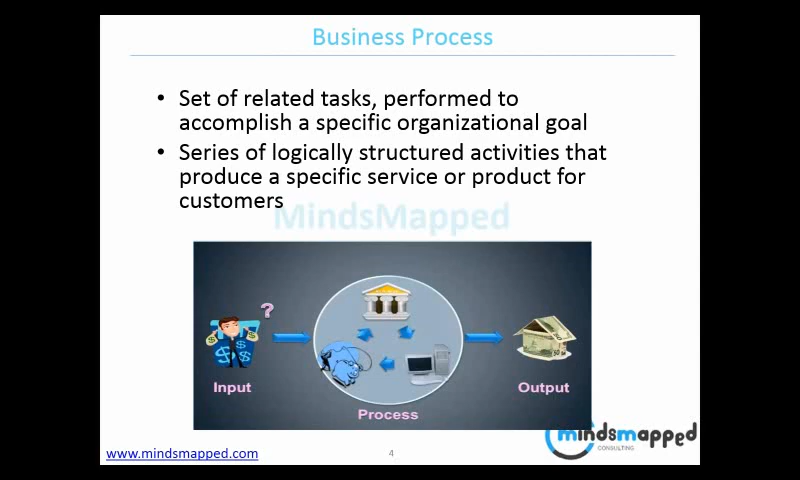 Business Process
• Set of related tasks, performed to
accomplish a specific organizational goal
• Series of logically structured activities that
produce a specific service or product for
customers
MindsMapped
?
$ $
$ $ $
Input
Process
50
Output
mindsmapped
CONSULTING
www.mindsmapped.com
4